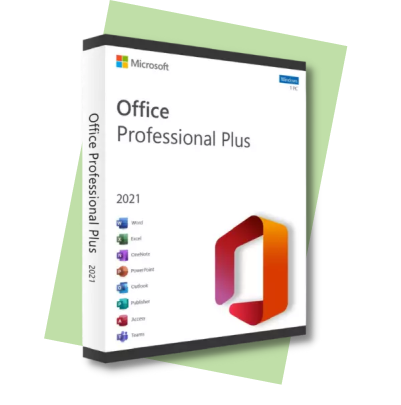 Microsoft
Windows
1 PC
Office
Professional Plus
2021
Word
Excel
OneNote
PowerPoint
Outlook
Publisher
Access
Teams
Office Professional Plus
2021